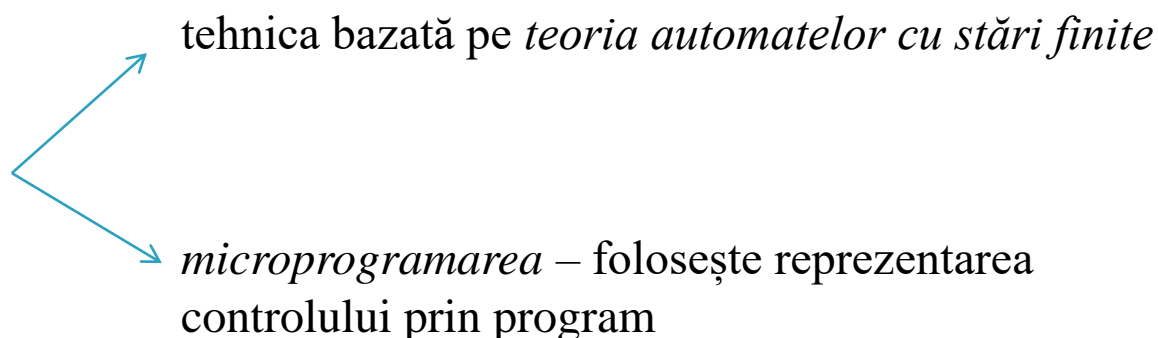 tehnica bazată pe teoria automatelor cu stări finite
microprogramarea – folosește reprezentarea
controlului prin program